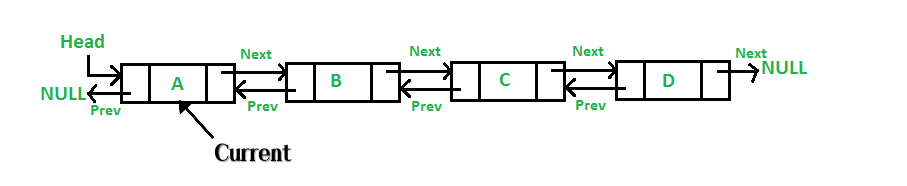 Head
Next
Next
Next
Next
NULL
A
B
C
D
NULL
Prev
Prev
Prev
Prev
Current